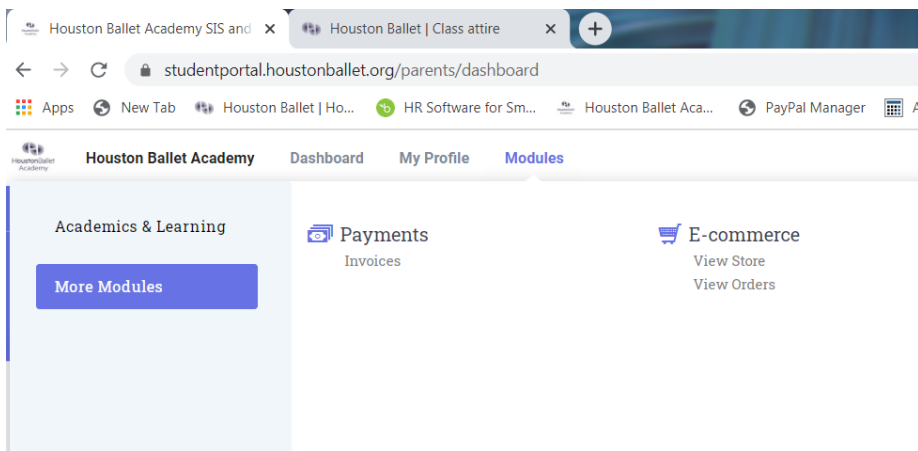 Houston Ballet Academy SIS and
Houston Ballet | Class attire
studentportal.houstonballet.org/parents/dashboard
Apps New Tab Houston Ballet | Ho... HR Software for Sm... Houston Ballet Aca... PayPal Manager A
HoustonBallet
Academy
Houston Ballet Academy Dashboard My Profile Modules
Academics & Learning
More Modules
Payments
Invoices
E-commerce
View Store
View Orders